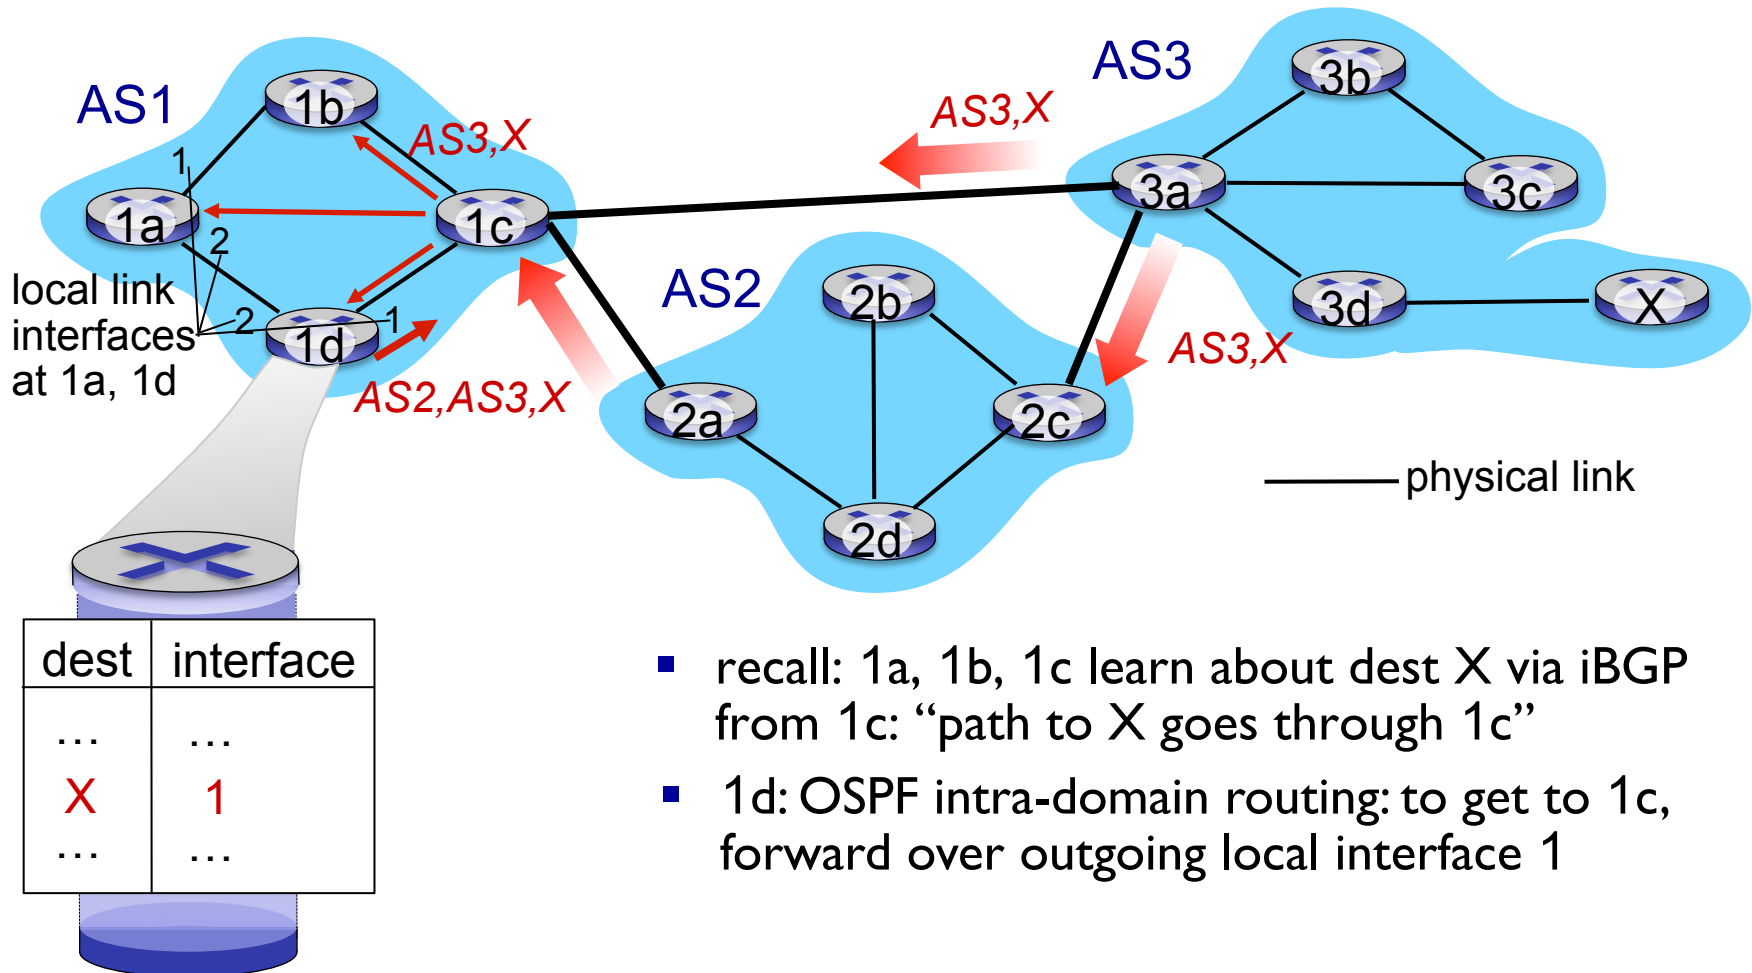 AS1
1b
AS3,X
1
1a
1c
2
local link
interfaces
at 1a, 1d
2
1
1d
AS2,AS3,X
AS3,X
AS3
3b
3a
3c
3d
X
AS3,X
AS2
2b
2a
2c
2d
physical link
dest interface
... ...
X 1
... ...
recall: 1a, 1b, 1c learn about dest X via iBGP
from 1c: “path to X goes through 1c”
1d: OSPF intra-domain routing: to get to 1c,
forward over outgoing local interface 1